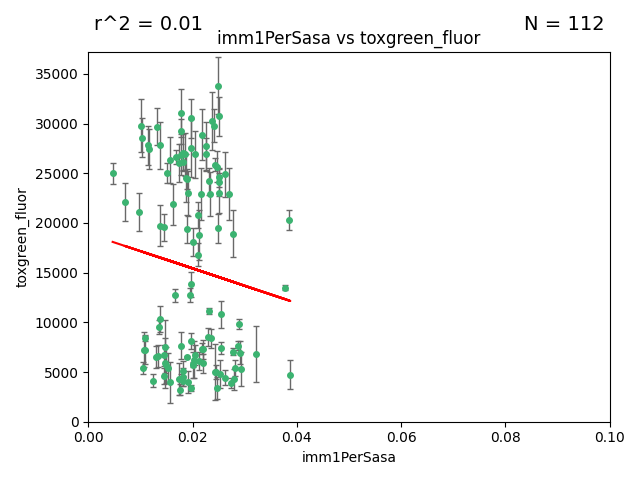 r^2 = 0.01
N = 112
imm1PerSasa vs toxgreen_fluor
toxgreen_fluor
35000
30000
25000
20000
15000
10000
5000
0
0.00
0.02
0.04
0.06
0.08
0.10
imm1PerSasa